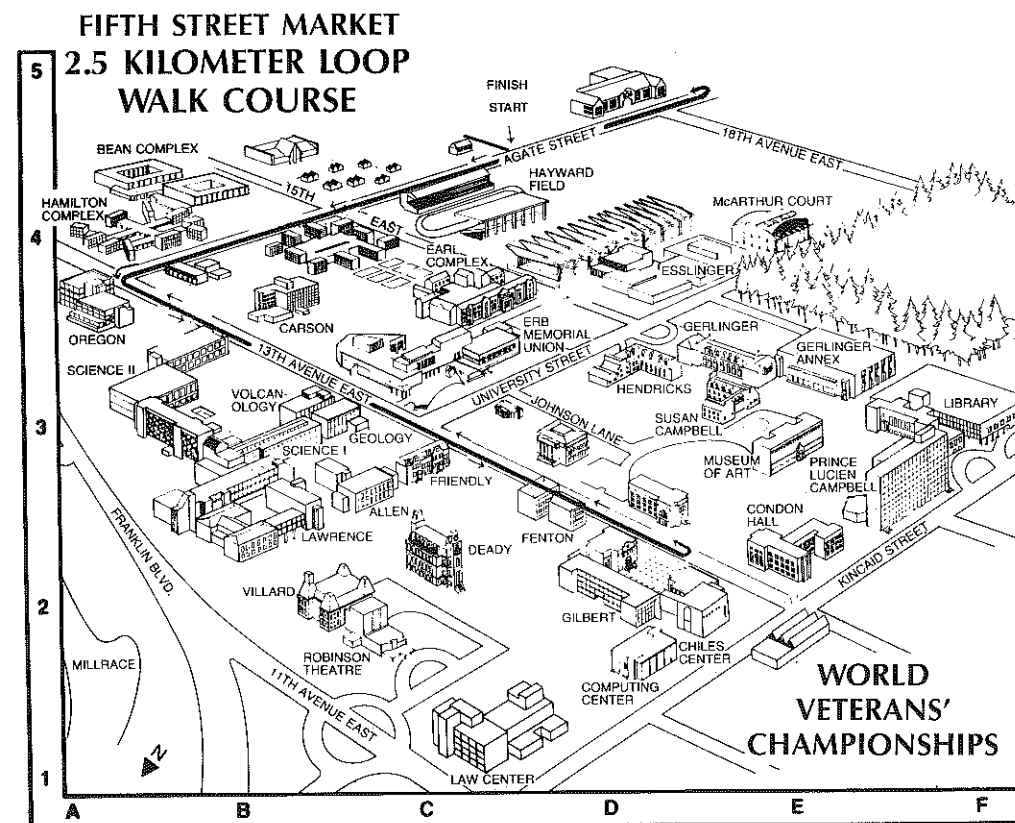 FIFTH STREET MARKET
2.5 KILOMETER LOOP
WALK COURSE
5
FINISH
START
AGATE STREET
18TH AVENUE EAST
BEAN COMPLEX
15TH
EAST
HAYWARD
FIELD
McARTHUR COURT
HAMILTON
COMPLEX
4
EARL
COMPLEX
ESSLINGER
OREGON
CARSON
ERB
MEMORIAL
UNION
GERLINGER
GERLINGER
ANNEX
SCIENCE II
13TH AVENUE EAST
UNIVERSITY STREET
HENDRICKS
VOLCAN-
OLOGY
JOHNSON LANE
SUSAN
CAMPBELL
LIBRARY
3
GEOLOGY
SCIENCE I
MUSEUM
OF ART
PRINCE
LUCIEN
CAMPBELL
FRIENDLY
ALLEN
FRANKLIN BLVD.
LAWRENCE
DEADY
FENTON
CONDON
HALL
KINCAID STREET
VILLARD
2
GILBERT
MILLRACE
ROBINSON
THEATRE
CHILES
CENTER
COMPUTING
CENTER
11TH AVENUE EAST
WORLD
VETERANS'
CHAMPIONSHIPS
N
LAW CENTER
1
A B C D E F